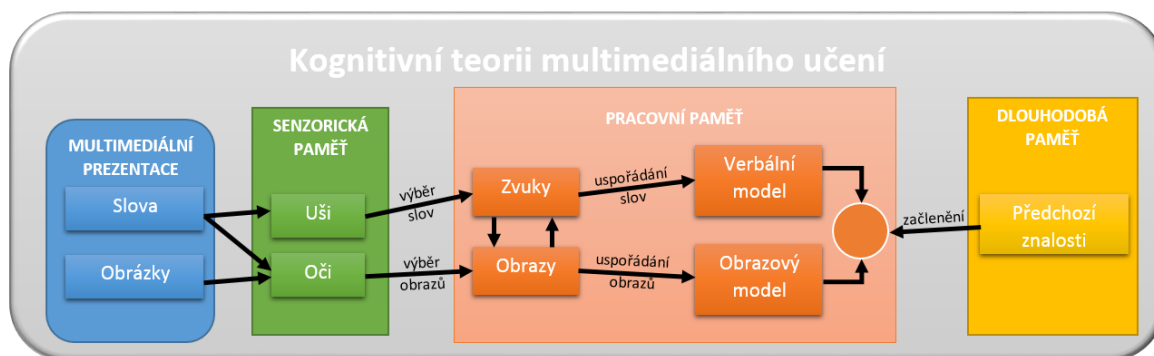 Kognitivní teorii multimediálního učení
MULTIMEDIÁLNÍ
PREZENTACE
Slova
Obrázky
SENZORICKÁ
PAMĚŤ
Uši
Oči
výběr
slov
výběr
obrazů
PRACOVNÍ PAMĚŤ
Zvuky
Obrazy
uspořádání
slov
uspořádání
obrazů
Verbální
model
Obrazový
model
začlenění
DLOUHODOBÁ
PAMĚŤ
Předchozí
znalosti